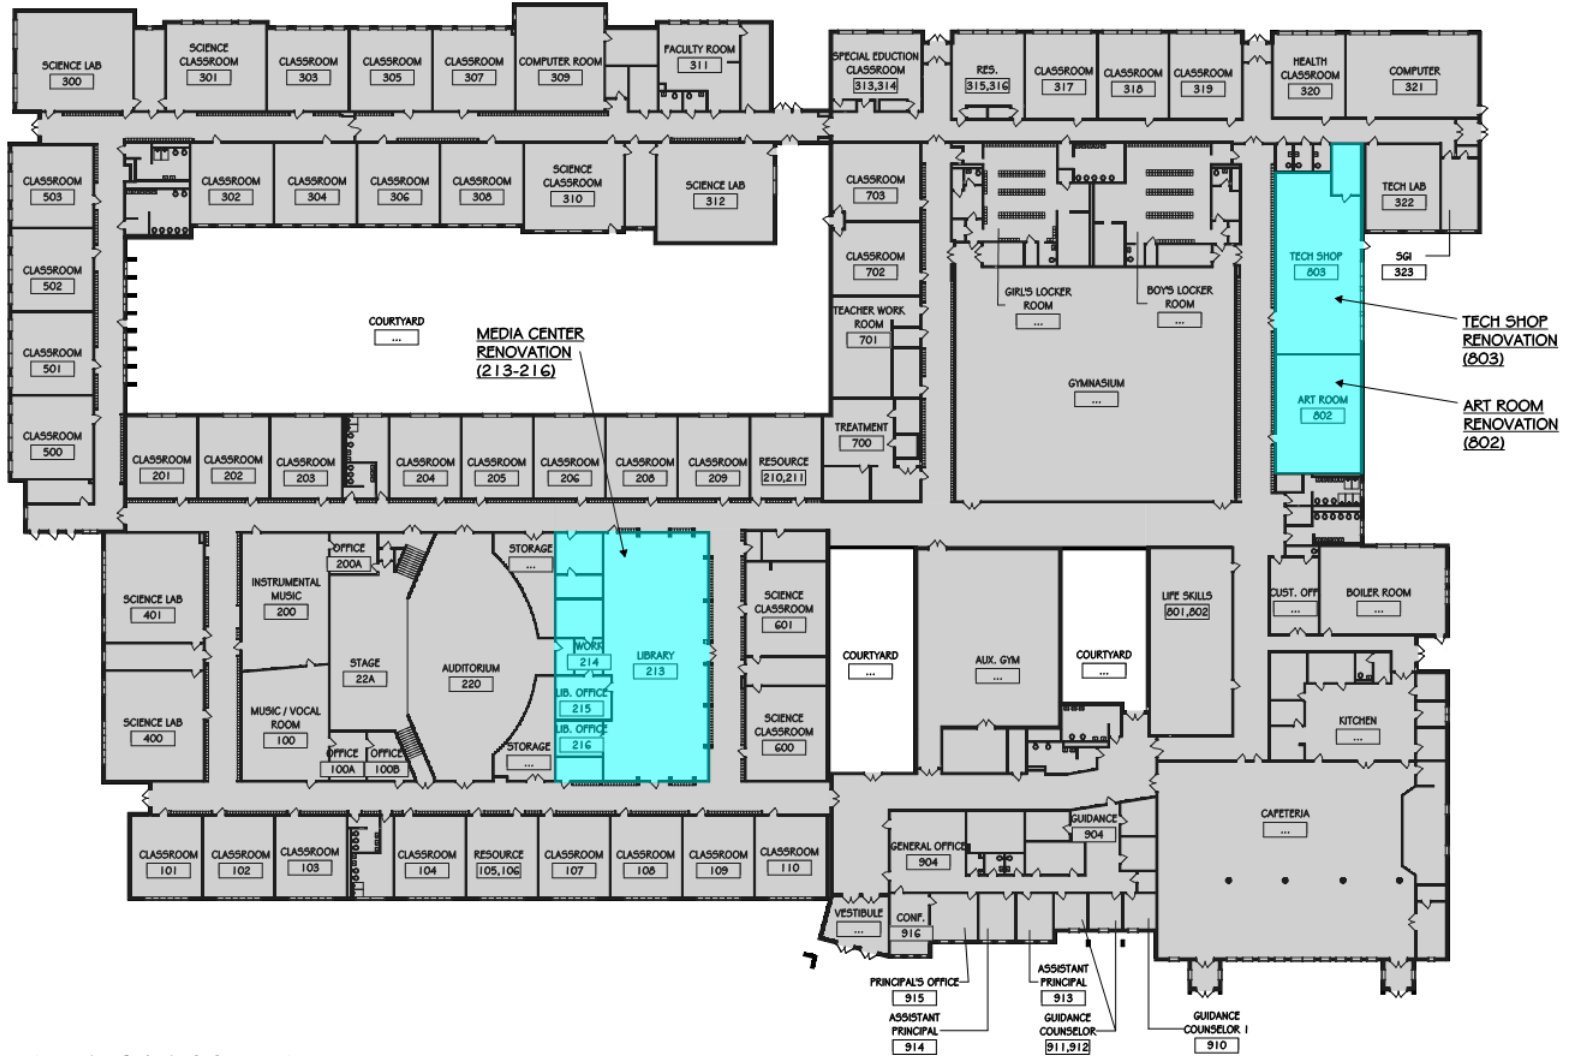 SCIENCE LAB
300
SCIENCE
CLASSROOM
301
CLASSROOM
303
CLASSROOM
305
CLASSROOM
307
COMPUTER ROOM
309
FACULTY ROOM
311
SPECIAL EDUCTION
CLASSROOM
313,314
RES.
315,316
CLASSROOM
317
CLASSROOM
318
CLASSROOM
319
HEALTH
CLASSROOM
320
COMPUTER
321
CLASSROOM
503
CLASSROOM
302
CLASSROOM
304
CLASSROOM
306
CLASSROOM
308
SCIENCE
CLASSROOM
310
SCIENCE LAB
312
CLASSROOM
703
TECH LAB
322
CLASSROOM
502
CLASSROOM
702
TECH SHOP
803
SGI
323
GIRL'S LOCKER
ROOM
...
BOY'S LOCKER
ROOM
...
COURTYARD
...
MEDIA CENTER
RENOVATION
(213-216)
TEACHER WORK
ROOM
701
TECH SHOP
RENOVATION
(803)
CLASSROOM
501
GYMNASIUM
...
ART ROOM
802
ART ROOM
RENOVATION
(802)
CLASSROOM
500
TREATMENT
700
CLASSROOM
201
CLASSROOM
202
CLASSROOM
203
CLASSROOM
204
CLASSROOM
205
CLASSROOM
206
CLASSROOM
208
CLASSROOM
209
RESOURCE
210,211
OFFICE
200A
STORAGE
...
SCIENCE LAB
401
INSTRUMENTAL
MUSIC
200
SCIENCE
CLASSROOM
601
LIFE SKILLS
801,802
CUST. OFF
...
BOILER ROOM
...
STAGE
22A
AUDITORIUM
220
WORK
214
LIBRARY
213
COURTYARD
...
AUX. GYM
...
COURTYARD
...
LIB. OFFICE
215
SCIENCE LAB
400
MUSIC / VOCAL
ROOM
100
LIB. OFFICE
216
SCIENCE
CLASSROOM
600
KITCHEN
...
OFFICE
100A
OFFICE
100B
STORAGE
...
CAFETERIA
...
GUIDANCE
904
GENERAL OFFICE
904
CLASSROOM
101
CLASSROOM
102
CLASSROOM
103
CLASSROOM
104
RESOURCE
105,106
CLASSROOM
107
CLASSROOM
108
CLASSROOM
109
CLASSROOM
110
VESTIBULE
...
CONF.
916
PRINCIPAL'S OFFICE
915
ASSISTANT
PRINCIPAL
913
ASSISTANT
PRINCIPAL
914
GUIDANCE
COUNSELOR
911,912
GUIDANCE
COUNSELOR 1
910